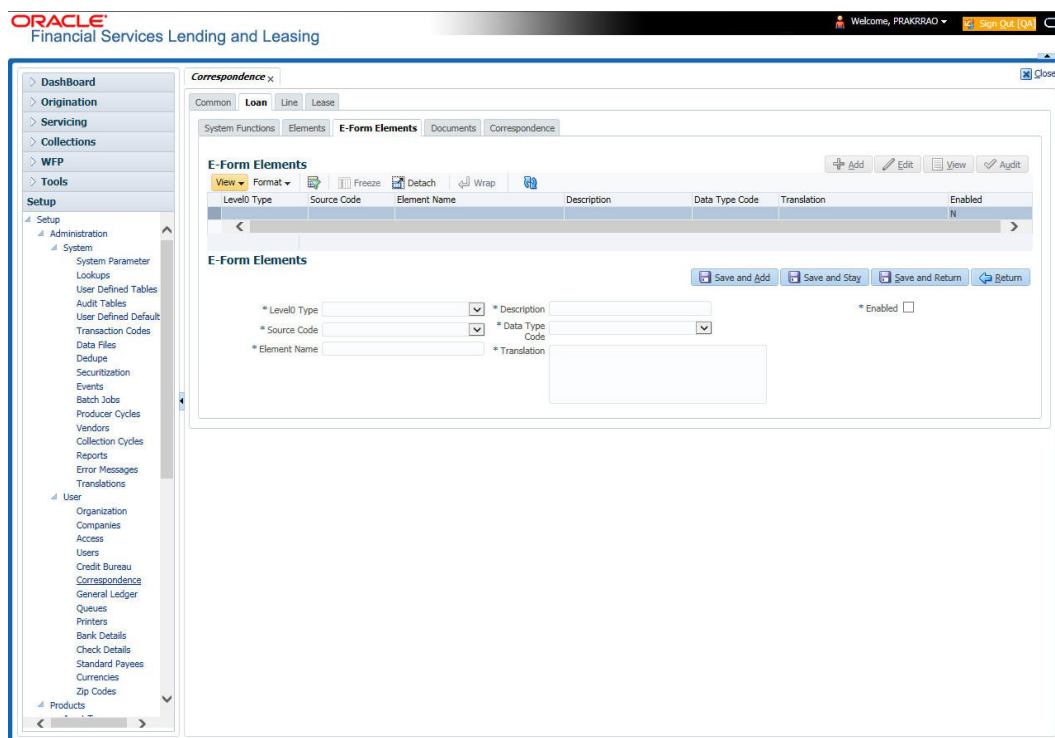 ORACLE
Financial Services Lending and Leasing
Welcome, PRAKRRAO
Sign Out [QA]
DashBoard
Origination
Servicing
Collections
WFP
Tools
Setup
Setup
Administration
System
System Parameter
Lookups
User Defined Tables
Audit Tables
User Defined Default
Transaction Codes
Data Files
Dedupe
Securitization
Events
Batch Jobs
Producer Cycles
Vendors
Collection Cycles
Reports
Error Messages
Translations
User
Organization
Companies
Access
Users
Credit Bureau
Correspondence
General Ledger
Queues
Printers
Bank Details
Check Details
Standard Payees
Currencies
Zip Codes
Products
Correspondence x
Close
Common Loan Line Lease
System Functions Elements E-Form Elements Documents Correspondence
E-Form Elements
Add Edit View Audit
View Format Freeze Detach Wrap
Level0 Type Source Code Element Name Description Data Type Code Translation Enabled
N
E-Form Elements
Save and Add Save and Stay Save and Return Return
* Level0 Type * Description * Enabled
* Source Code * Data Type Code
* Element Name * Translation